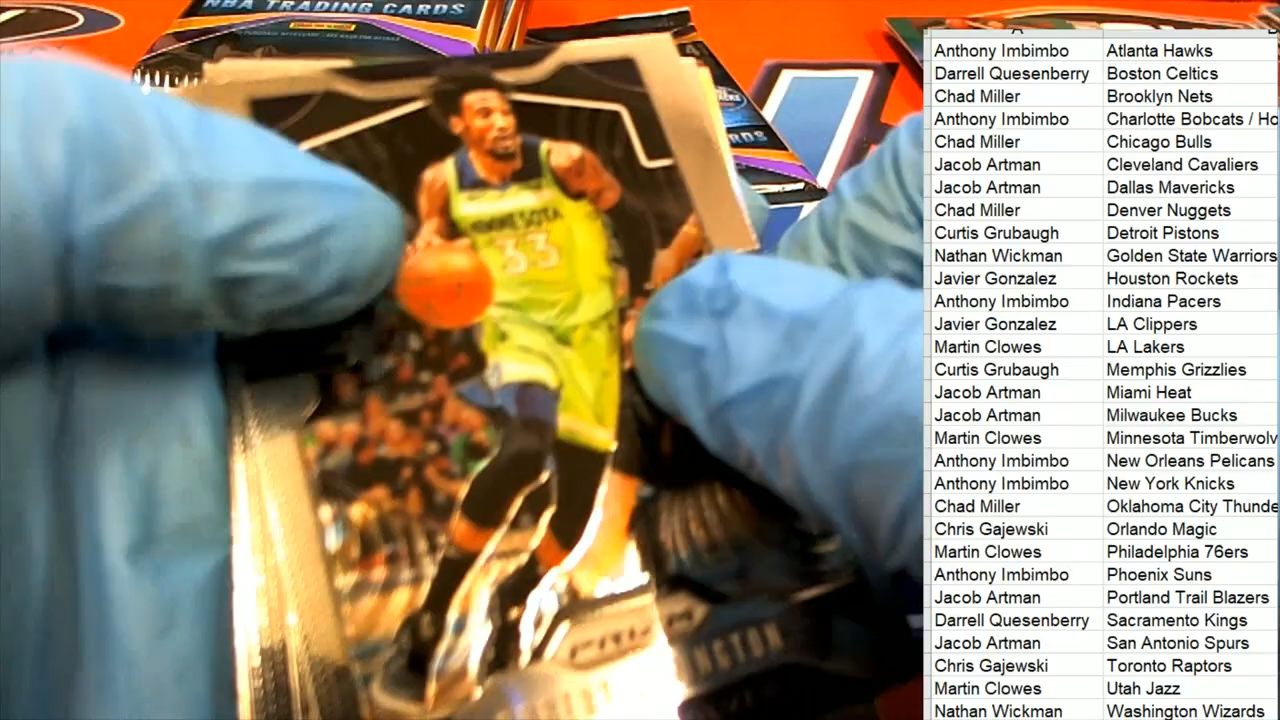 NBA TRADING CARDS
MINNESOTA
33
PRIZM
A
Anthony Imbimbo Atlanta Hawks
Darrell Quesenberry Boston Celtics
Chad Miller Brooklyn Nets
Anthony Imbimbo Charlotte Bobcats / Ho
Chad Miller Chicago Bulls
Jacob Artman Cleveland Cavaliers
Jacob Artman Dallas Mavericks
Chad Miller Denver Nuggets
Curtis Grubaugh Detroit Pistons
Nathan Wickman Golden State Warriors
Javier Gonzalez Houston Rockets
Anthony Imbimbo Indiana Pacers
Javier Gonzalez LA Clippers
Martin Clowes LA Lakers
Curtis Grubaugh Memphis Grizzlies
Jacob Artman Miami Heat
Jacob Artman Milwaukee Bucks
Martin Clowes Minnesota Timberwolv
Anthony Imbimbo New Orleans Pelicans
Anthony Imbimbo New York Knicks
Chad Miller Oklahoma City Thunde
Chris Gajewski Orlando Magic
Martin Clowes Philadelphia 76ers
Anthony Imbimbo Phoenix Suns
Jacob Artman Portland Trail Blazers
Darrell Quesenberry Sacramento Kings
Jacob Artman San Antonio Spurs
Chris Gajewski Toronto Raptors
Martin Clowes Utah Jazz
Nathan Wickman Washington Wizards